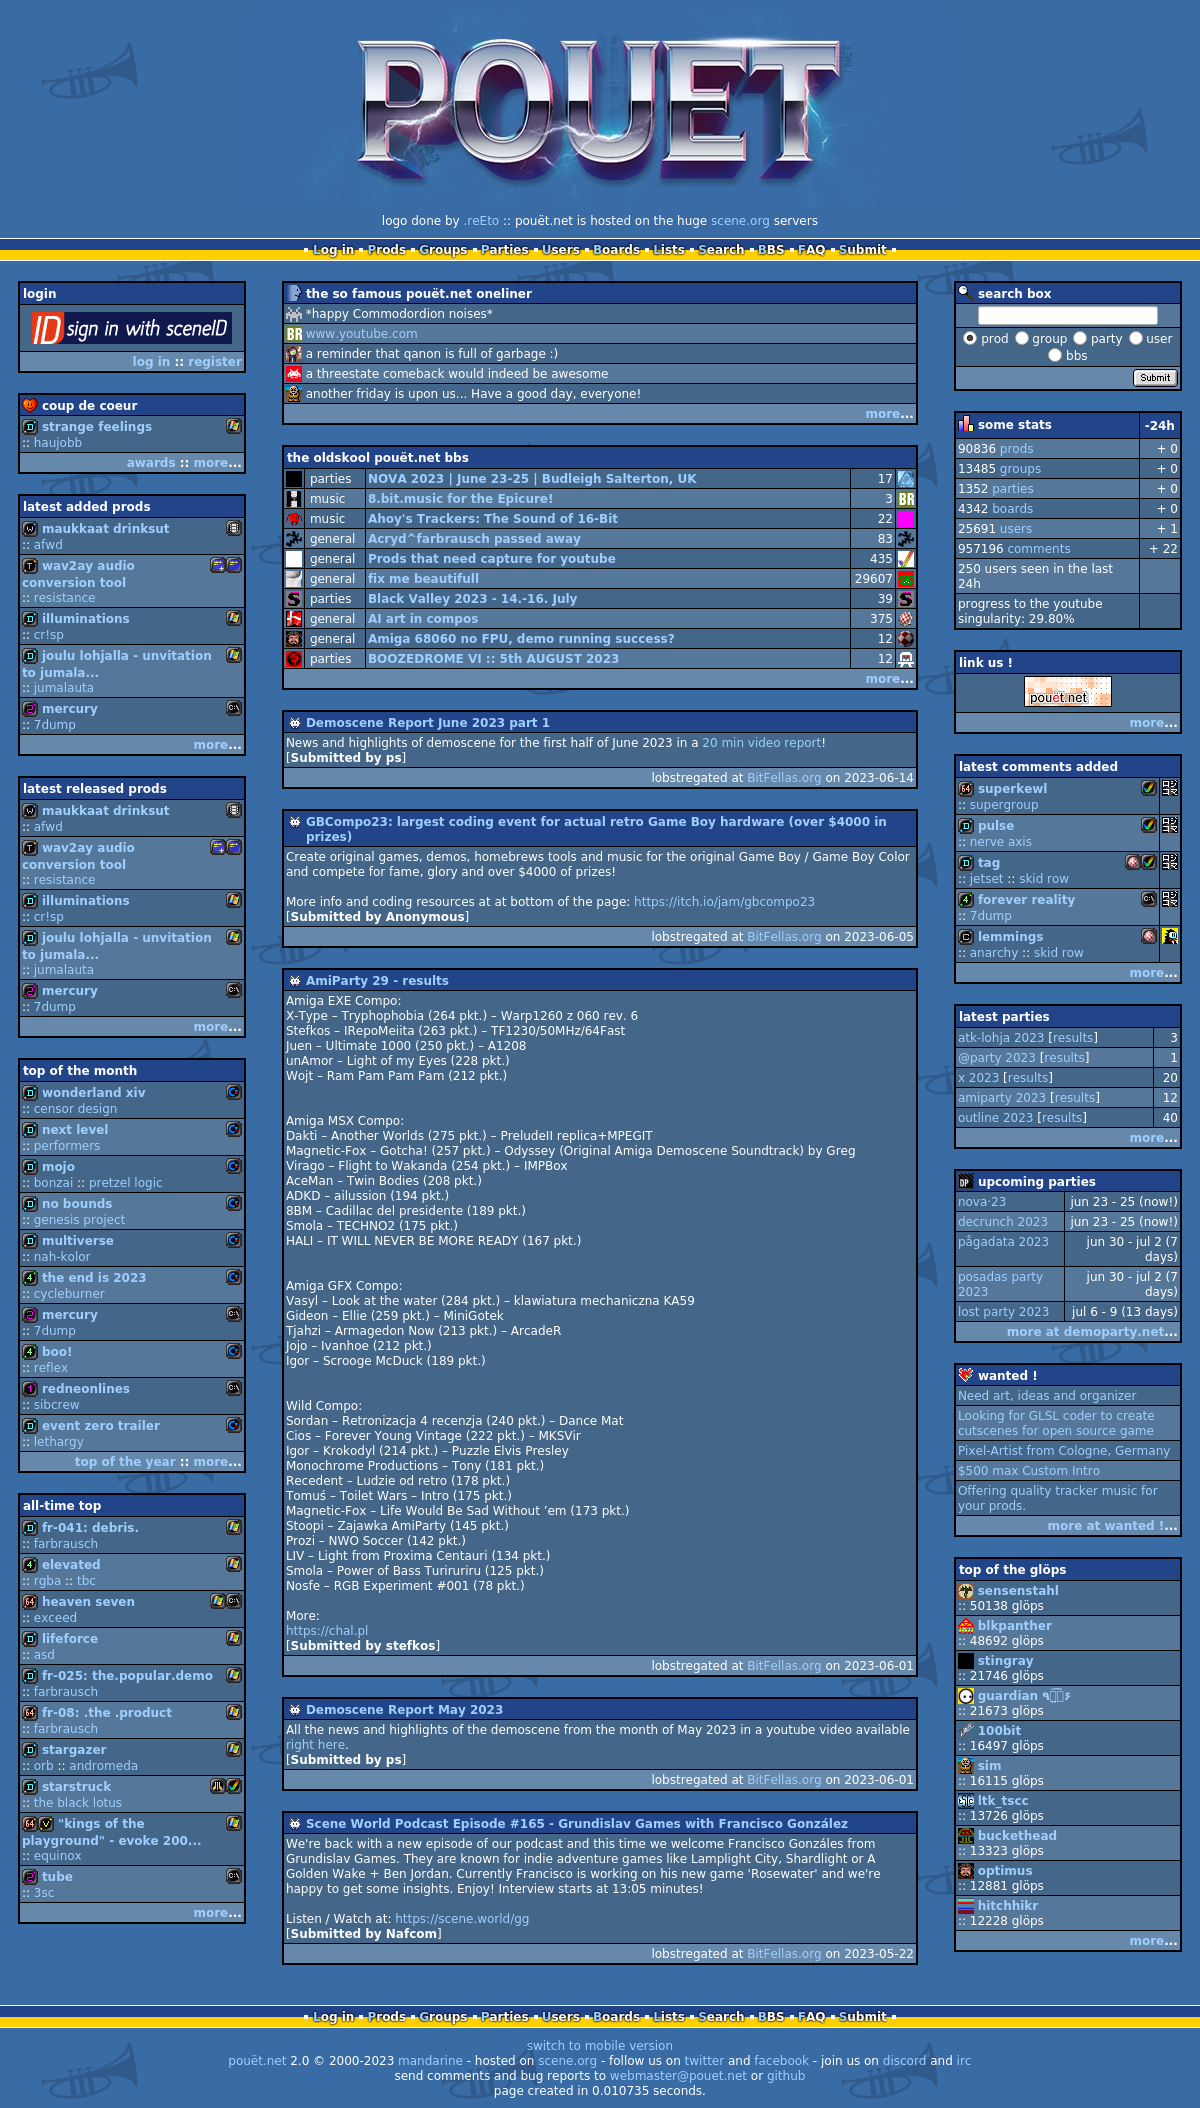 POUET
logo done by .reEto :: pouët.net is hosted on the huge scene.org servers
Log in Prods Groups Parties Users Boards Lists Search BBS FAQ Submit
login
ID sign in with sceneID
log in :: register
coup de coeur
strange feelings
:: haujobb
awards :: more...
latest added prods
maukkaat drinksut
:: afwd
wav2ay audio
conversion tool
:: resistance
illuminations
:: cr!sp
joulu lohjalla - unvitation
to jumala...
:: jumalauta
mercury
:: 7dump
more...
latest released prods
maukkaat drinksut
:: afwd
wav2ay audio
conversion tool
:: resistance
illuminations
:: cr!sp
joulu lohjalla - unvitation
to jumala...
:: jumalauta
mercury
:: 7dump
more...
top of the month
wonderland xiv
:: censor design
next level
:: performers
mojo
:: bonzai :: pretzel logic
no bounds
:: genesis project
multiverse
:: nah-kolor
the end is 2023
:: cycleburner
mercury
:: 7dump
boo!
:: reflex
redneonlines
:: sibcrew
event zero trailer
:: lethargy
top of the year :: more...
all-time top
fr-041: debris.
:: farbrausch
elevated
:: rgba :: tbc
heaven seven
:: exceed
lifeforce
:: asd
fr-025: the.popular.demo
:: farbrausch
fr-08: .the .product
:: farbrausch
stargazer
:: orb :: andromeda
starstruck
:: the black lotus
"kings of the
playground" - evoke 200...
:: equinox
tube
:: 3sc
more...
the so famous pouët.net oneliner
*happy Commodordion noises*
BR www.youtube.com
a reminder that qanon is full of garbage :)
a threestate comeback would indeed be awesome
another friday is upon us... Have a good day, everyone!
more...
the oldskool pouët.net bbs
parties NOVA 2023 | June 23-25 | Budleigh Salterton, UK 17
music 8.bit.music for the Epicure! 3 BR
music Ahoy's Trackers: The Sound of 16-Bit 22
general Acryd^farbrausch passed away 83
general Prods that need capture for youtube 435
general fix me beautifull 29607
parties Black Valley 2023 - 14.-16. July 39
general AI art in compos 375
general Amiga 68060 no FPU, demo running success? 12
parties BOOZEDROME VI :: 5th AUGUST 2023 12
more...
Demoscene Report June 2023 part 1
News and highlights of demoscene for the first half of June 2023 in a 20 min video report!
[Submitted by ps]
lobstregated at BitFellas.org on 2023-06-14
GBCompo23: largest coding event for actual retro Game Boy hardware (over $4000 in
prizes)
Create original games, demos, homebrews tools and music for the original Game Boy / Game Boy Color
and compete for fame, glory and over $4000 of prizes!
More info and coding resources at at bottom of the page: https://itch.io/jam/gbcompo23
[Submitted by Anonymous]
lobstregated at BitFellas.org on 2023-06-05
AmiParty 29 - results
Amiga EXE Compo:
X-Type – Tryphophobia (264 pkt.) – Warp1260 z 060 rev. 6
Stefkos – IRepoMeiita (263 pkt.) – TF1230/50MHz/64Fast
Juen – Ultimate 1000 (250 pkt.) – A1208
unAmor – Light of my Eyes (228 pkt.)
Wojt – Ram Pam Pam Pam (212 pkt.)
Amiga MSX Compo:
Dakti – Another Worlds (275 pkt.) – PreludeII replica+MPEGIT
Magnetic-Fox – Gotcha! (257 pkt.) – Odyssey (Original Amiga Demoscene Soundtrack) by Greg
Virago – Flight to Wakanda (254 pkt.) – IMPBox
AceMan – Twin Bodies (208 pkt.)
ADKD – ailussion (194 pkt.)
8BM – Cadillac del presidente (189 pkt.)
Smola – TECHNO2 (175 pkt.)
HALI – IT WILL NEVER BE MORE READY (167 pkt.)
Amiga GFX Compo:
Vasyl – Look at the water (284 pkt.) – klawiatura mechaniczna KA59
Gideon – Ellie (259 pkt.) – MiniGotek
Tjahzi – Armagedon Now (213 pkt.) – ArcadeR
Jojo – Ivanhoe (212 pkt.)
Igor – Scrooge McDuck (189 pkt.)
Wild Compo:
Sordan – Retronizacja 4 recenzja (240 pkt.) – Dance Mat
Cios – Forever Young Vintage (222 pkt.) – MKSVir
Igor – Krokodyl (214 pkt.) – Puzzle Elvis Presley
Monochrome Productions – Tony (181 pkt.)
Recedent – Ludzie od retro (178 pkt.)
Tomuś – Toilet Wars – Intro (175 pkt.)
Magnetic-Fox – Life Would Be Sad Without ’em (173 pkt.)
Stoopi – Zajawka AmiParty (145 pkt.)
Prozi – NWO Soccer (142 pkt.)
LIV – Light from Proxima Centauri (134 pkt.)
Smola – Power of Bass Turiruriru (125 pkt.)
Nosfe – RGB Experiment #001 (78 pkt.)
More:
https://chal.pl
[Submitted by stefkos]
lobstregated at BitFellas.org on 2023-06-01
Demoscene Report May 2023
All the news and highlights of the demoscene from the month of May 2023 in a youtube video available
right here.
[Submitted by ps]
lobstregated at BitFellas.org on 2023-06-01
Scene World Podcast Episode #165 - Grundislav Games with Francisco González
We're back with a new episode of our podcast and this time we welcome Francisco Gonzáles from
Grundislav Games. They are known for indie adventure games like Lamplight City, Shardlight or A
Golden Wake + Ben Jordan. Currently Francisco is working on his new game 'Rosewater' and we're
happy to get some insights. Enjoy! Interview starts at 13:05 minutes!
Listen / Watch at: https://scene.world/gg
[Submitted by Nafcom]
lobstregated at BitFellas.org on 2023-05-22
search box
prod group party user
bbs
Submit
some stats -24h
90836 prods + 0
13485 groups + 0
1352 parties + 0
4342 boards + 0
25691 users + 1
957196 comments + 22
250 users seen in the last
24h
progress to the youtube
singularity: 29.80%
link us !
pouët.net
more...
latest comments added
superkewl
:: supergroup
pulse
:: nerve axis
tag
:: jetset :: skid row
forever reality
:: 7dump
lemmings
:: anarchy :: skid row
more...
latest parties
atk-lohja 2023 [results] 3
@party 2023 [results] 1
x 2023 [results] 20
amiparty 2023 [results] 12
outline 2023 [results] 40
more...
upcoming parties
nova·23 jun 23 - 25 (now!)
decrunch 2023 jun 23 - 25 (now!)
pågadata 2023 jun 30 - jul 2 (7
days)
posadas party jun 30 - jul 2 (7
2023 days)
lost party 2023 jul 6 - 9 (13 days)
more at demoparty.net...
wanted !
Need art, ideas and organizer
Looking for GLSL coder to create
cutscenes for open source game
Pixel-Artist from Cologne, Germany
$500 max Custom Intro
Offering quality tracker music for
your prods.
more at wanted !...
top of the glöps
sensenstahl
:: 50138 glöps
blkpanther
:: 48692 glöps
stingray
:: 21746 glöps
guardian
:: 21673 glöps
100bit
:: 16497 glöps
sim
:: 16115 glöps
ltk_tscc
:: 13726 glöps
buckethead
:: 13323 glöps
optimus
:: 12881 glöps
hitchhikr
:: 12228 glöps
more...
Log in Prods Groups Parties Users Boards Lists Search BBS FAQ Submit
switch to mobile version
pouët.net 2.0 © 2000-2023 mandarine - hosted on scene.org - follow us on twitter and facebook - join us on discord and irc
send comments and bug reports to webmaster@pouet.net or github
page created in 0.010735 seconds.